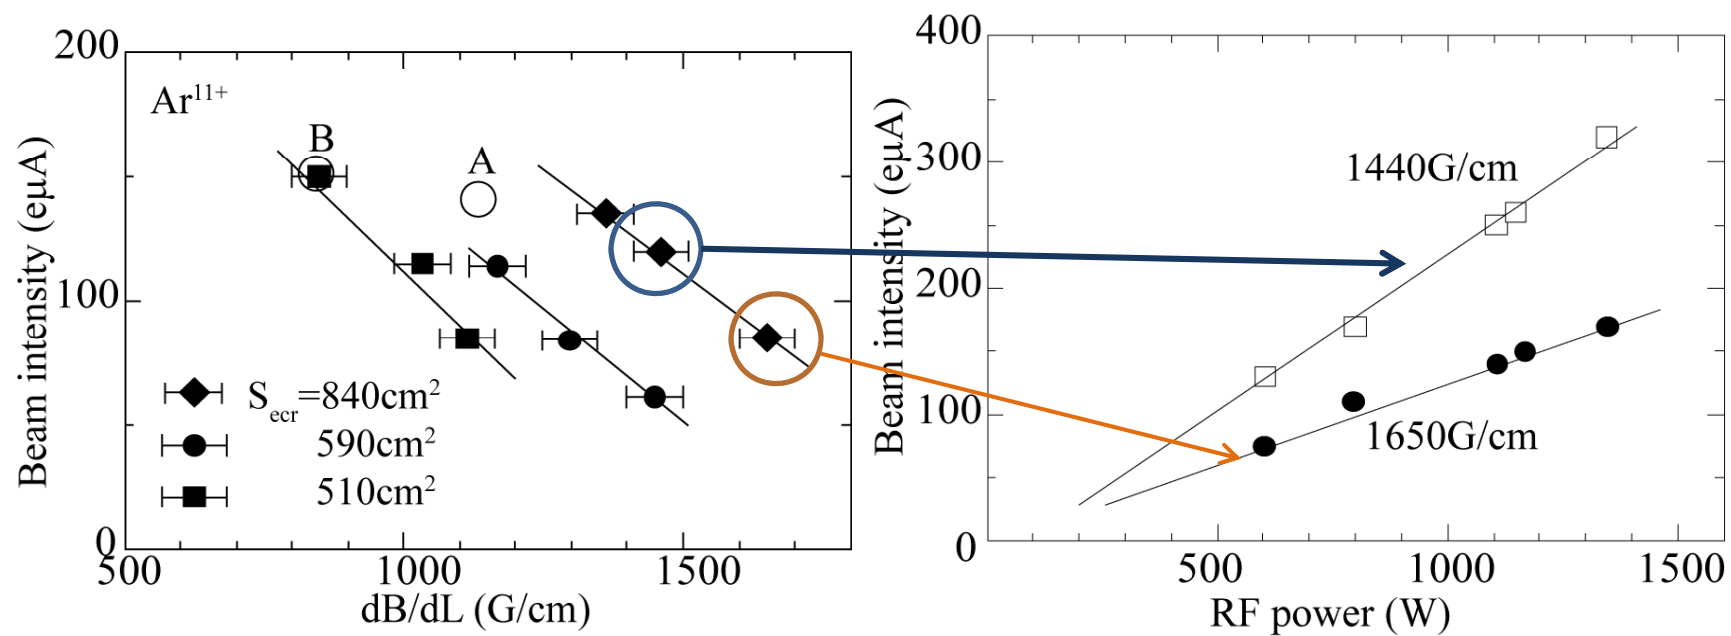 200
100
0
Ar11+
B
A
Secr=840cm2
590cm2
510cm2
500
1000
1500
dB/dL (G/cm)
Beam intensity (eμA)
400
300
200
100
0
1440G/cm
1650G/cm
500
1000
1500
RF power (W)
Beam intensity (eμA)